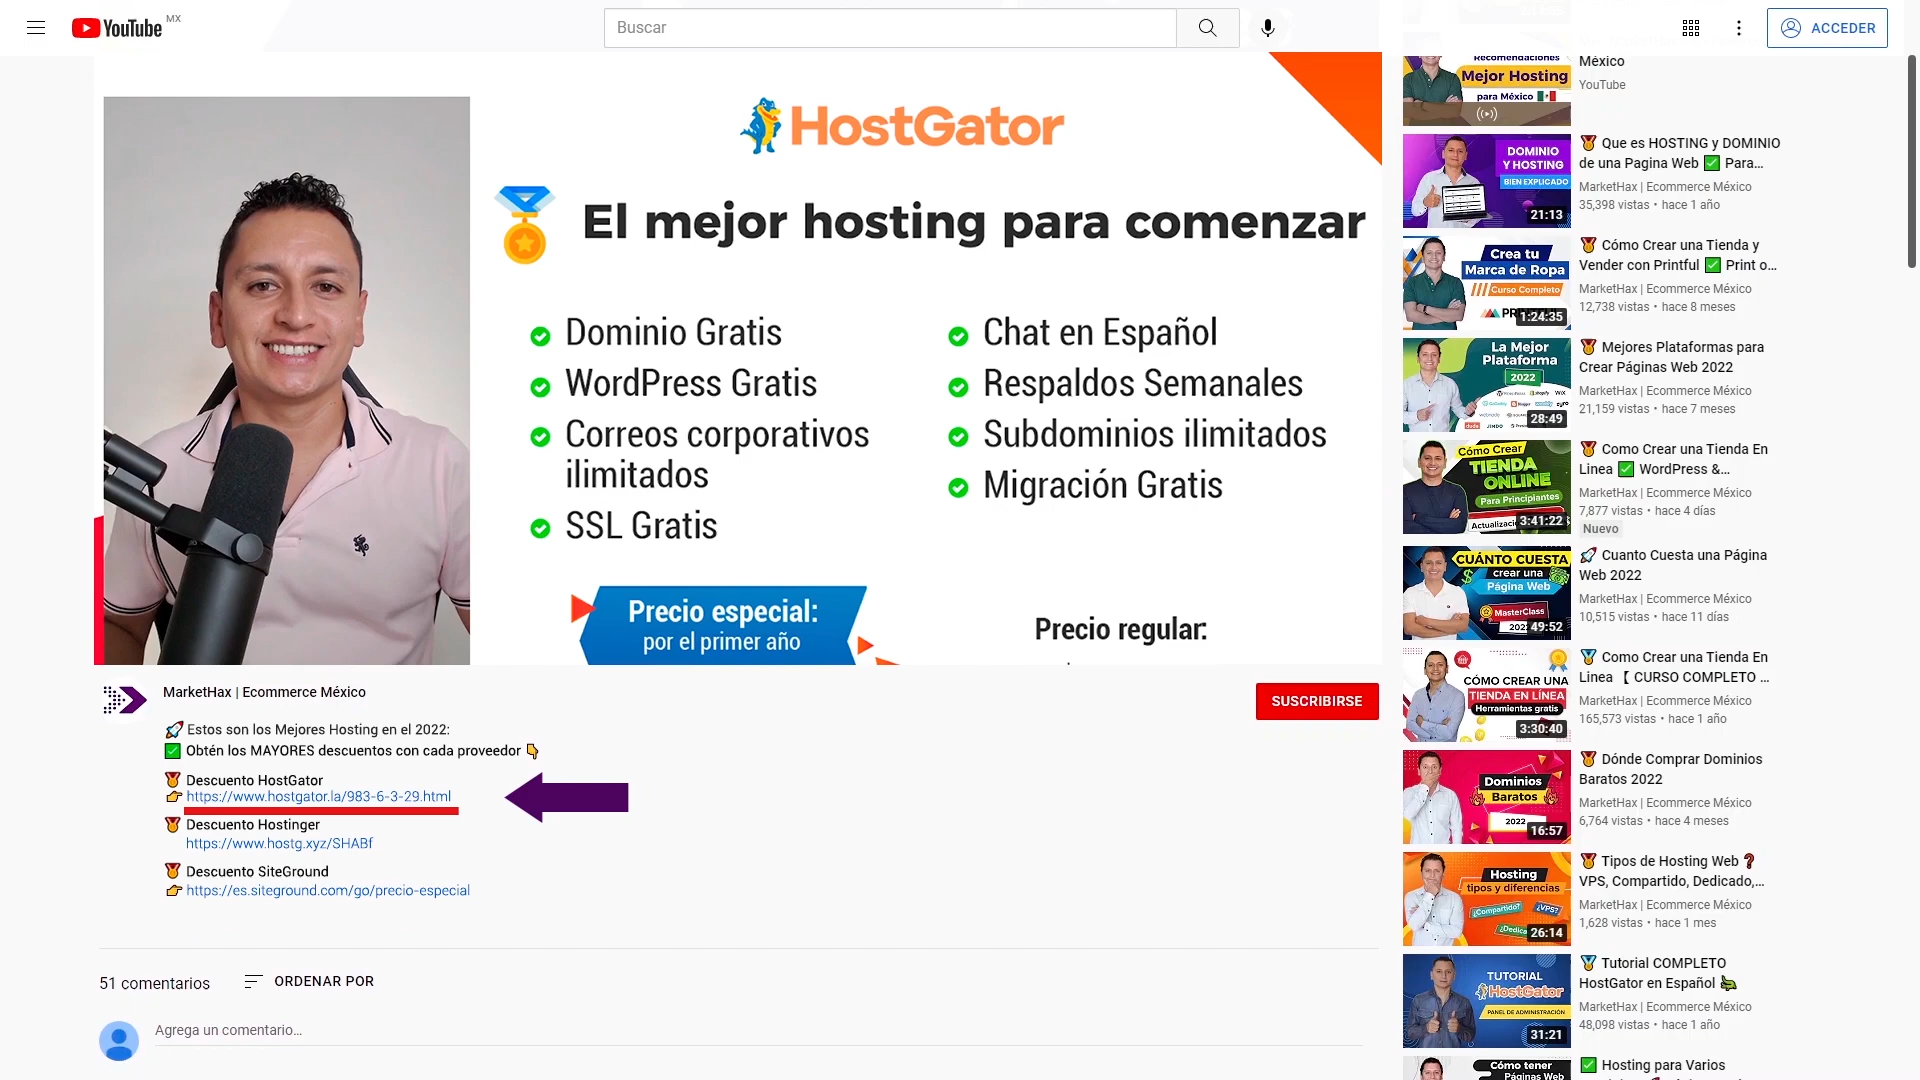 YouTube MX
Buscar
ACCEDER
HostGator
El mejor hosting para comenzar
Dominio Gratis
WordPress Gratis
Correos corporativos
ilimitados
SSL Gratis
Chat en Español
Respaldos Semanales
Subdominios ilimitados
Migración Gratis
Precio especial:
por el primer año
Precio regular:
MarketHax | Ecommerce México
SUSCRIBIRSE
🚀 Estos son los Mejores Hosting en el 2022:
✅ Obtén los MAYORES descuentos con cada proveedor 👇
🏅 Descuento HostGator
👉 https://www.hostgator.la/983-6-3-29.html
🏅 Descuento Hostinger
https://www.hostg.xyz/SHABf
🏅 Descuento SiteGround
👉 https://es.siteground.com/go/precio-especial
51 comentarios
ORDENAR POR
Agrega un comentario...
Recomendaciones
Mejor Hosting
para México
México
YouTube
DOMINIO
Y HOSTING
BIEN EXPLICADO
21:13
🏅 Que es HOSTING y DOMINIO
de una Pagina Web ✅ Para...
MarketHax | Ecommerce México
35,398 vistas • hace 1 año
Crea tu
Marca de Ropa
Curso Completo
1:24:35
🏅 Cómo Crear una Tienda y
Vender con Printful ✅ Print o...
MarketHax | Ecommerce México
12,738 vistas • hace 8 meses
La Mejor
Plataforma
2022
28:49
🏅 Mejores Plataformas para
Crear Páginas Web 2022
MarketHax | Ecommerce México
21,159 vistas • hace 7 meses
Cómo Crear
TIENDA
ONLINE
Para Principiantes
3:41:22
🏅 Como Crear una Tienda En
Linea ✅ WordPress &...
MarketHax | Ecommerce México
7,877 vistas • hace 4 días
Nuevo
CUÁNTO CUESTA
crear una
Página Web
MasterClass
49:52
🚀 Cuanto Cuesta una Página
Web 2022
MarketHax | Ecommerce México
10,515 vistas • hace 11 días
CÓMO CREAR UNA
TIENDA EN LÍNEA
Herramientas gratis
3:30:40
🏅 Como Crear una Tienda En
Linea 【 CURSO COMPLETO ...
MarketHax | Ecommerce México
165,573 vistas • hace 1 año
Dominios
Baratos
2022
16:57
🏅 Dónde Comprar Dominios
Baratos 2022
MarketHax | Ecommerce México
6,764 vistas • hace 4 meses
Hosting
tipos y diferencias
¿Compartido?
¿VPS?
26:14
🏅 Tipos de Hosting Web ❓
VPS, Compartido, Dedicado,...
MarketHax | Ecommerce México
1,628 vistas • hace 1 mes
TUTORIAL
HostGator
PANEL DE ADMINISTRACIÓN
31:21
🏅 Tutorial COMPLETO
HostGator en Español 🐊
MarketHax | Ecommerce México
48,098 vistas • hace 1 año
Cómo tener
Páginas Web
✅ Hosting para Varios